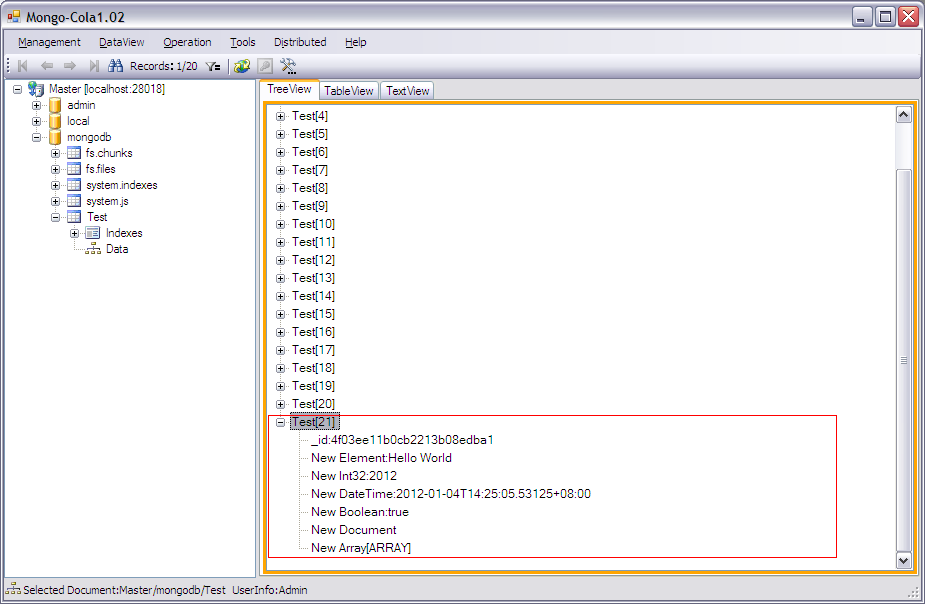 Mongo-Cola1.02
Management DataView Operation Tools Distributed Help
Records: 1/20
Master [localhost:28018]
admin
local
mongodb
fs.chunks
fs.files
system.indexes
system.js
Test
Indexes
Data
TreeView TableView TextView
Test[4]
Test[5]
Test[6]
Test[7]
Test[8]
Test[9]
Test[10]
Test[11]
Test[12]
Test[13]
Test[14]
Test[15]
Test[16]
Test[17]
Test[18]
Test[19]
Test[20]
Test[21]
_id:4f03ee11b0cb2213b08edba1
New Element:Hello World
New Int32:2012
New DateTime:2012-01-04T14:25:05.53125+08:00
New Boolean:true
New Document
New Array[ARRAY]
Selected Document:Master/mongodb/Test UserInfo:Admin